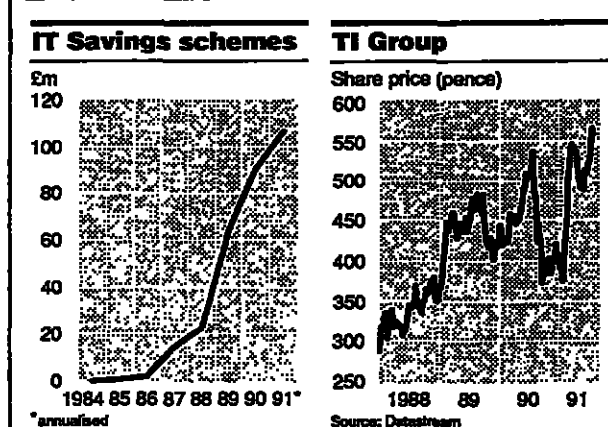 IT Savings schemes
£m
120
100
80
60
40
20
0
1984 85 86 87 88 89 90 91*
*annualised
TI Group
Share price (pence)
600
550
500
450
400
350
300
250
1988 89 90 91
Source: Datastream